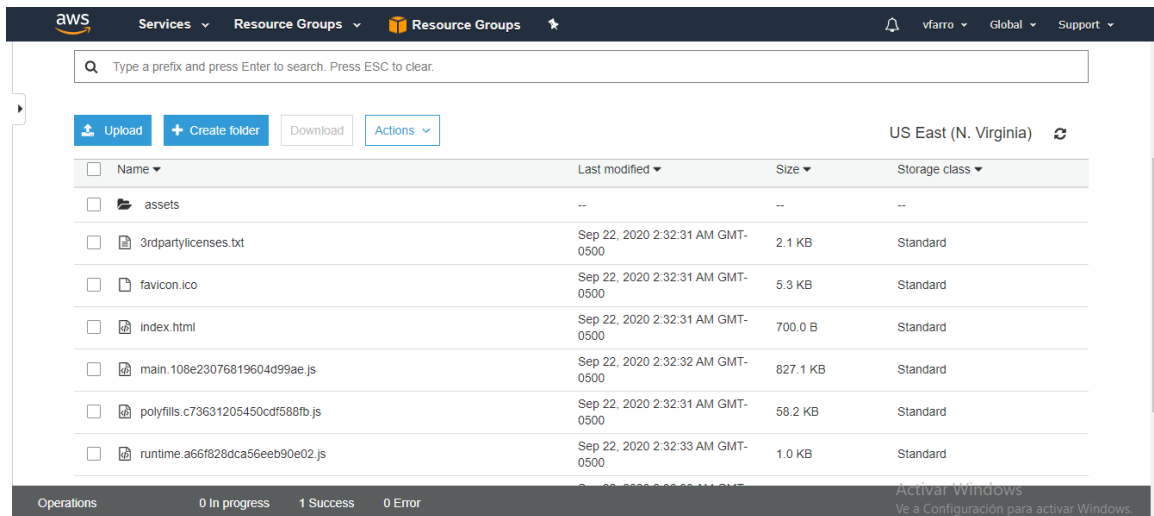 aws Services Resource Groups Resource Groups vfarro Global Support
Type a prefix and press Enter to search. Press ESC to clear.
Upload Create folder Download Actions US East (N. Virginia)
Name Last modified Size Storage class
assets -- -- --
3rdpartylicenses.txt Sep 22, 2020 2:32:31 AM GMT-0500 2.1 KB Standard
favicon.ico Sep 22, 2020 2:32:31 AM GMT-0500 5.3 KB Standard
index.html Sep 22, 2020 2:32:31 AM GMT-0500 700.0 B Standard
main.108e23076819604d99ae.js Sep 22, 2020 2:32:32 AM GMT-0500 827.1 KB Standard
polyfills.c73631205450cdf588fb.js Sep 22, 2020 2:32:31 AM GMT-0500 58.2 KB Standard
runtime.a66f828dca56eeb90e02.js Sep 22, 2020 2:32:33 AM GMT-0500 1.0 KB Standard
Operations 0 In progress 1 Success 0 Error
Activar Windows
Ve a Configuración para activar Windows.